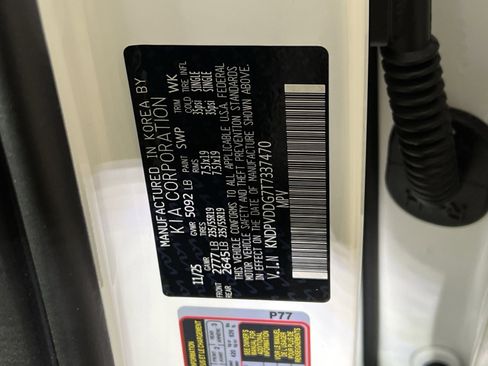 MANUFACTURED IN KOREA BY
KIA CORPORATION
11/25 GVWR 5092 LB PAINT SWP TRIM WK
GAWR TIRES RIMS COLD TIRE INFL
FRONT 2777 LB 235/55R19 7.5Jx19 35psi SINGLE
REAR 2645 LB 235/55R19 7.5Jx19 35psi SINGLE
THIS VEHICLE CONFORMS TO ALL APPLICABLE U.S.A. FEDERAL
MOTOR VEHICLE SAFETY AND THEFT PREVENTION STANDARDS
IN EFFECT ON THE DATE OF MANUFACTURE SHOWN ABOVE.
V.I.N KNDPVDDG7T7337470
MPV
P77